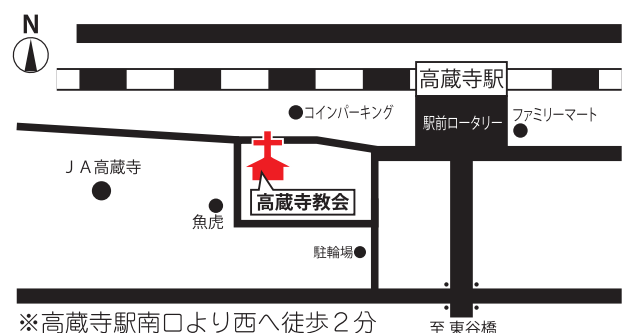 N
高蔵寺駅
コインパーキング
駅前ロータリー
ファミリーマート
JA高蔵寺
高蔵寺教会
魚虎
駐輪場
※高蔵寺駅南口より西へ徒歩2分
至 東谷橋